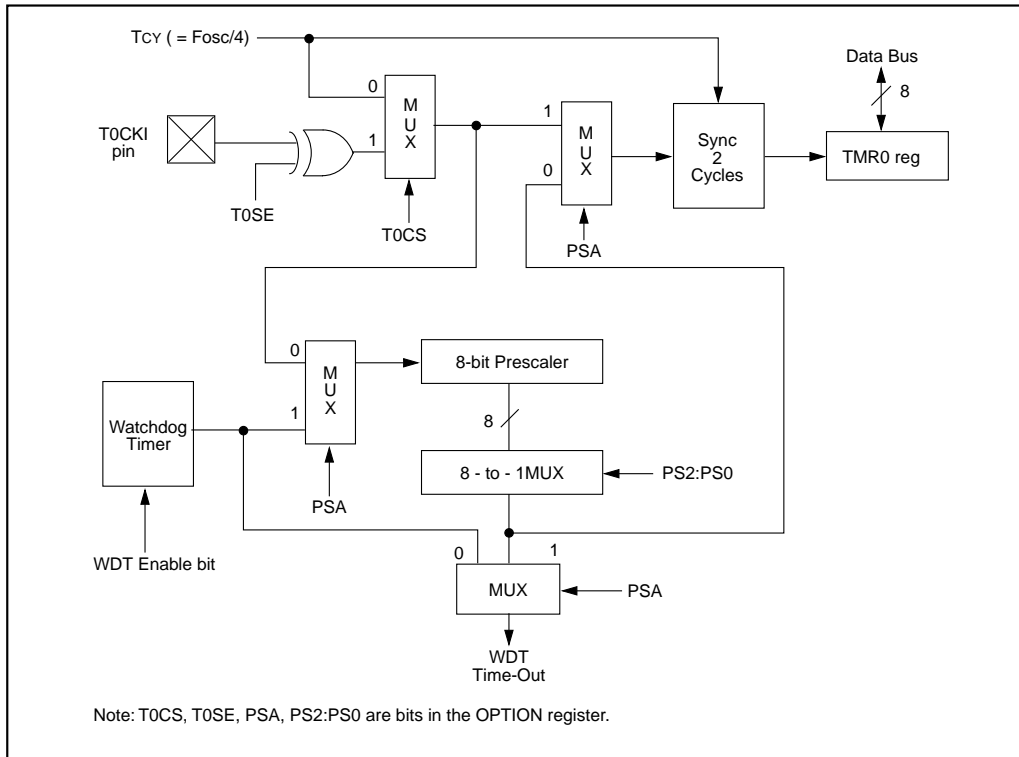 TCY ( = Fosc/4)
Data Bus
8
0
M
U
X
1
T0CKI
pin
1
T0SE
T0CS
1
M
U
X
0
PSA
Sync
2
Cycles
TMR0 reg
0
M
U
X
1
8-bit Prescaler
Watchdog
Timer
8
8 - to - 1MUX
PS2:PS0
PSA
WDT Enable bit
0
1
MUX
PSA
WDT
Time-Out
Note: T0CS, T0SE, PSA, PS2:PS0 are bits in the OPTION register.